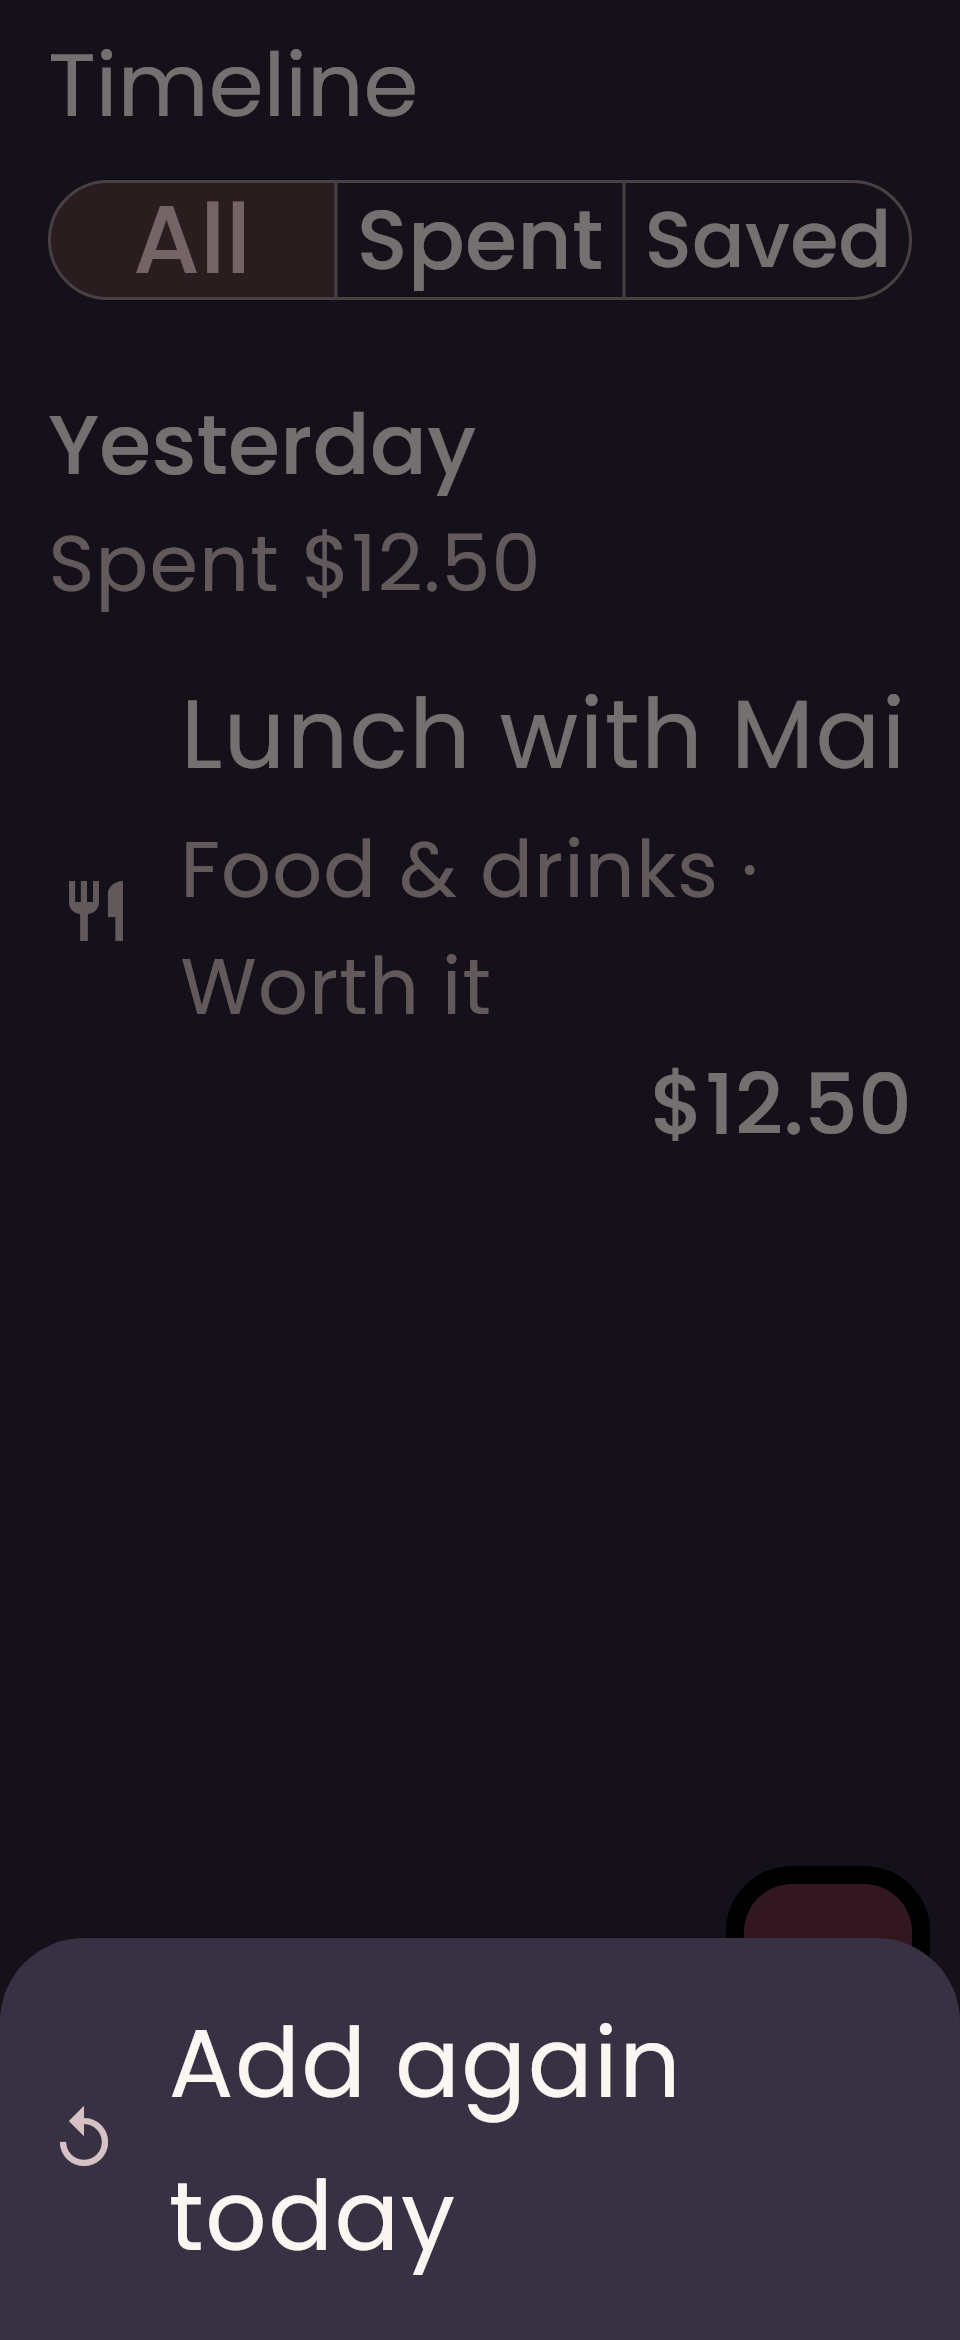 Timeline
All Spent Saved
Yesterday
Spent $12.50
Lunch with Mai
Food & drinks ·
Worth it
$12.50
Add again
today